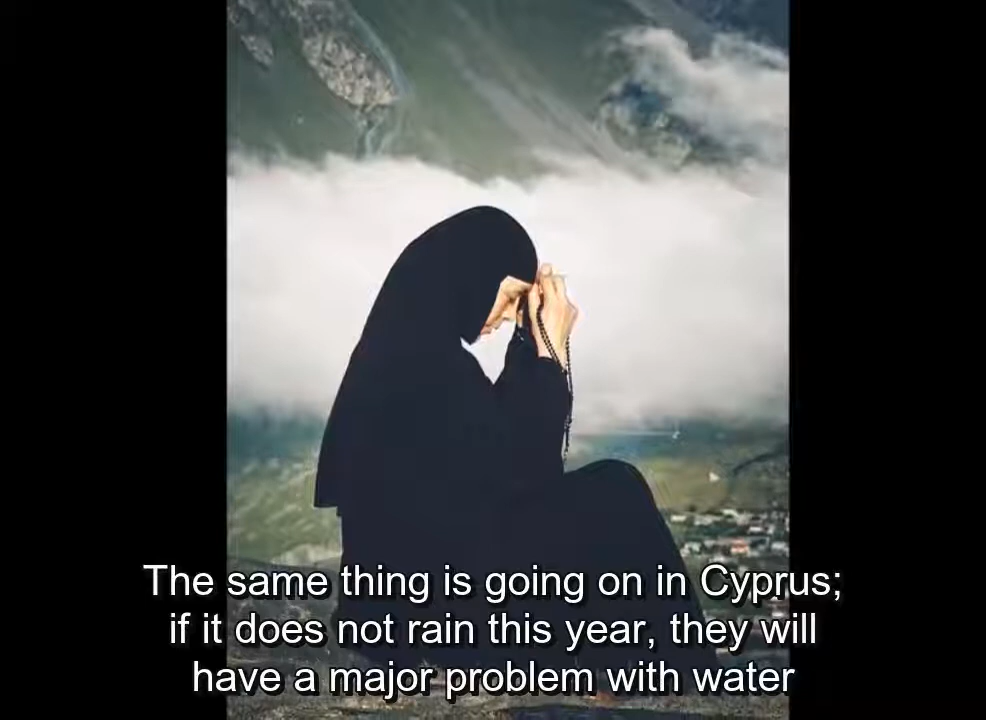 The same thing is going on in Cyprus;
if it does not rain this year, they will
have a major problem with water